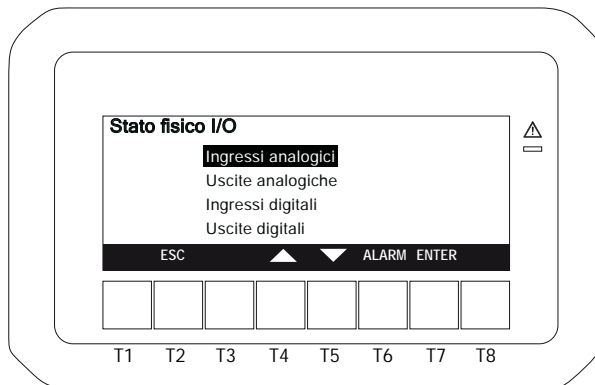 Stato fisico I/O
Ingressi analogici
Uscite analogiche
Ingressi digitali
Uscite digitali
ESC ALARM ENTER
T1 T2 T3 T4 T5 T6 T7 T8